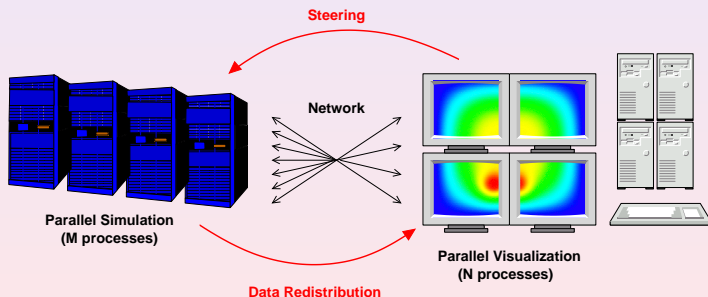 Steering
Network
Parallel Simulation
(M processes)
Parallel Visualization
(N processes)
Data Redistribution